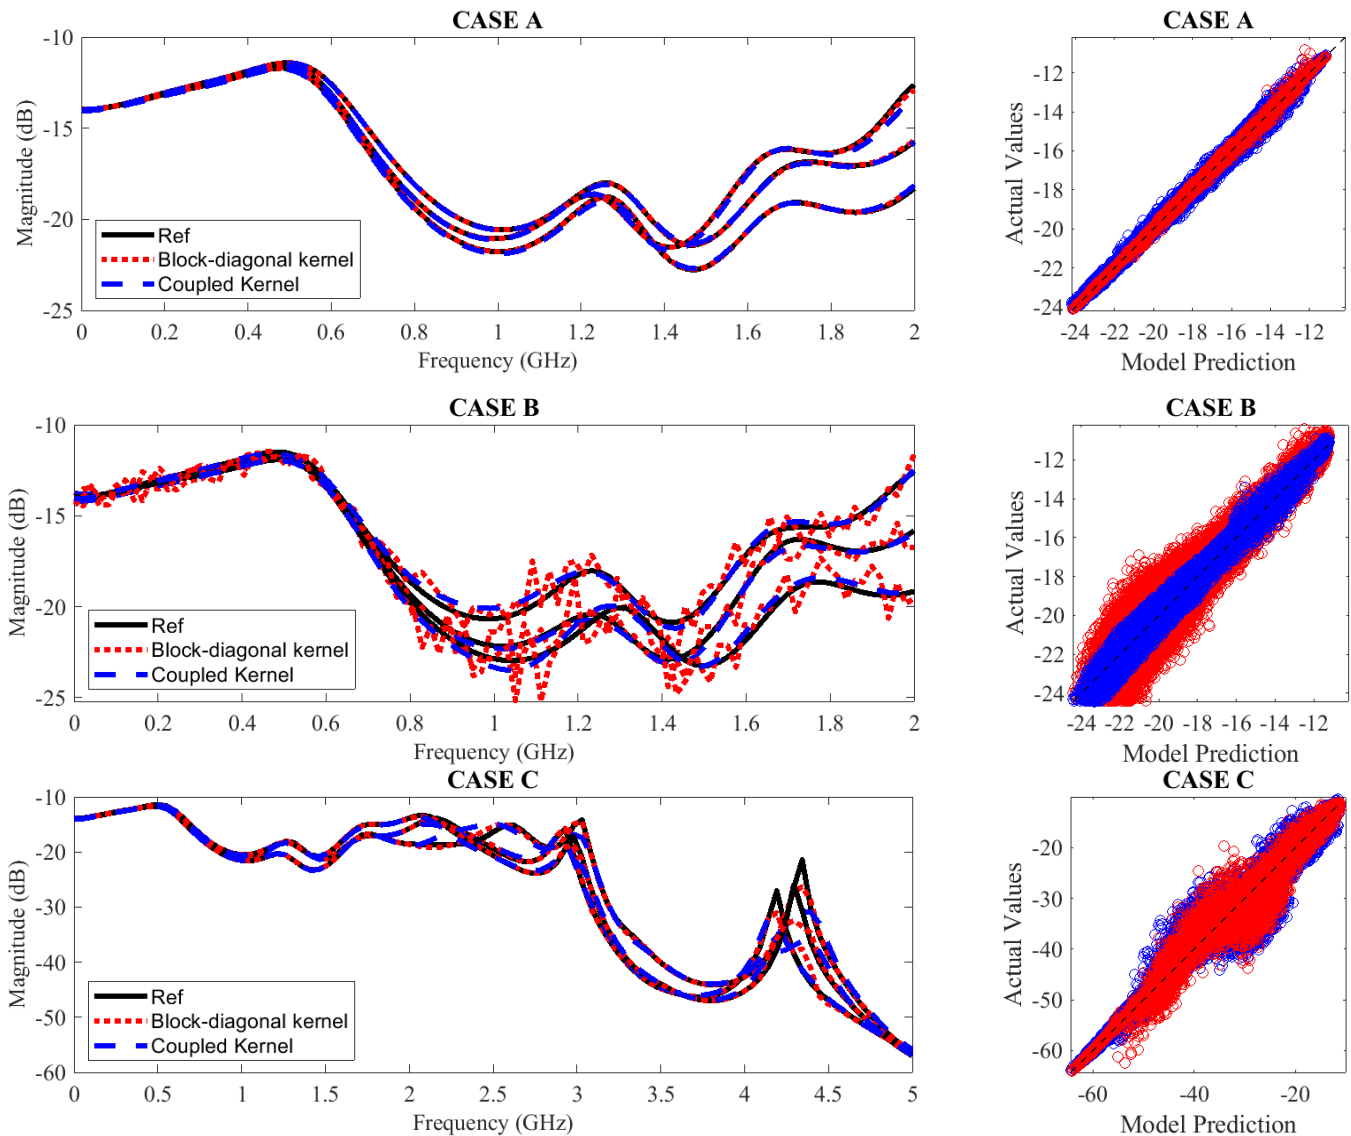 CASE A
-10
-15
-20
-25
Magnitude (dB)
Ref
Block-diagonal kernel
Coupled Kernel
0 0.2 0.4 0.6 0.8 1 1.2 1.4 1.6 1.8 2
Frequency (GHz)
CASE A
-12
-14
-16
-18
-20
-22
-24
Actual Values
-24 -22 -20 -18 -16 -14 -12
Model Prediction
CASE B
-10
-15
-20
-25
Magnitude (dB)
Ref
Block-diagonal kernel
Coupled Kernel
0 0.2 0.4 0.6 0.8 1 1.2 1.4 1.6 1.8 2
Frequency (GHz)
CASE B
-12
-14
-16
-18
-20
-22
-24
Actual Values
-24 -22 -20 -18 -16 -14 -12
Model Prediction
CASE C
-10
-20
-30
-40
-50
-60
Magnitude (dB)
Ref
Block-diagonal kernel
Coupled Kernel
0 0.5 1 1.5 2 2.5 3 3.5 4 4.5 5
Frequency (GHz)
CASE C
-20
-30
-40
-50
-60
Actual Values
-60 -40 -20
Model Prediction